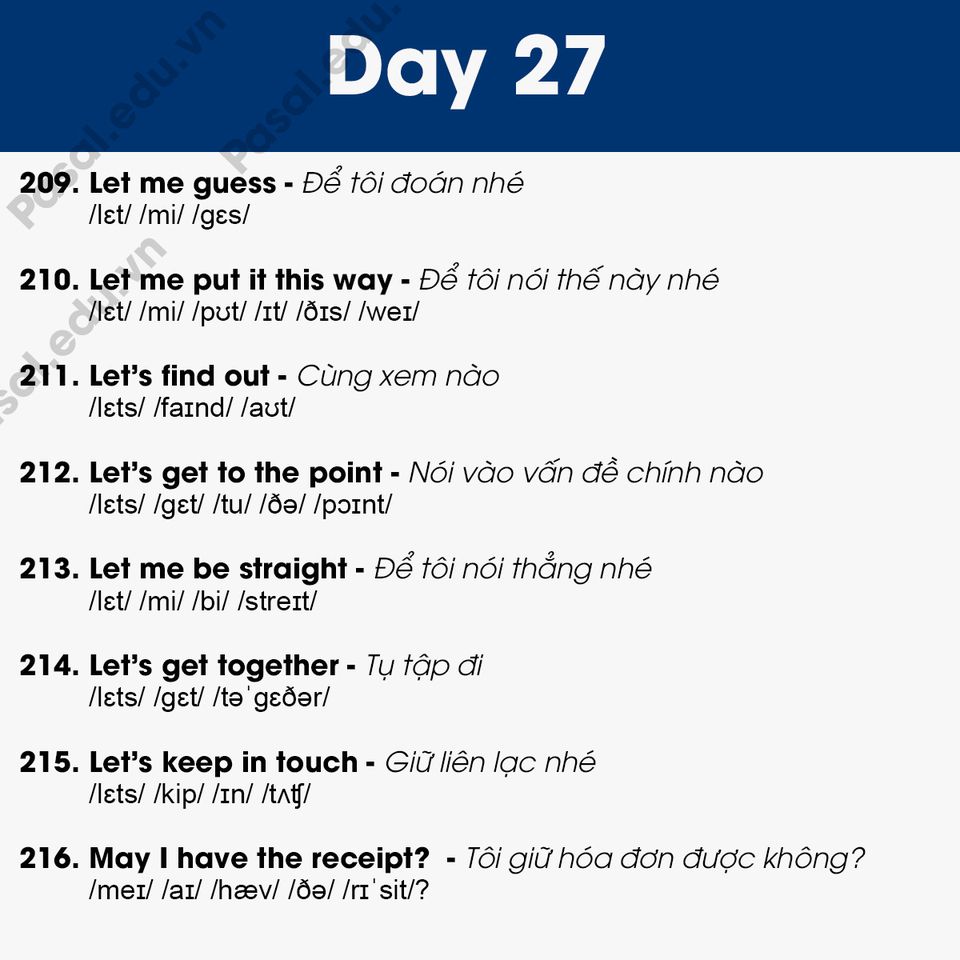 Day 27
Pasal.edu.vn
Pasal.edu.vn
209. Let me guess - Để tôi đoán nhé
/lɛt/ /mi/ /gɛs/
210. Let me put it this way - Để tôi nói thế này nhé
/lɛt/ /mi/ /pʊt/ /ɪt/ /ðɪs/ /weɪ/
211. Let’s find out - Cùng xem nào
/lɛts/ /faɪnd/ /aʊt/
sal.edu.vn
212. Let’s get to the point - Nói vào vấn đề chính nào
/lɛts/ /gɛt/ /tu/ /ðə/ /pɔɪnt/
213. Let me be straight - Để tôi nói thẳng nhé
/lɛt/ /mi/ /bi/ /streɪt/
214. Let’s get together - Tụ tập đi
/lɛts/ /gɛt/ /təˈgɛðər/
215. Let’s keep in touch - Giữ liên lạc nhé
/lɛts/ /kip/ /ɪn/ /tʌʧ/
216. May I have the receipt? - Tôi giữ hóa đơn được không?
/meɪ/ /aɪ/ /hæv/ /ðə/ /rɪˈsit/?